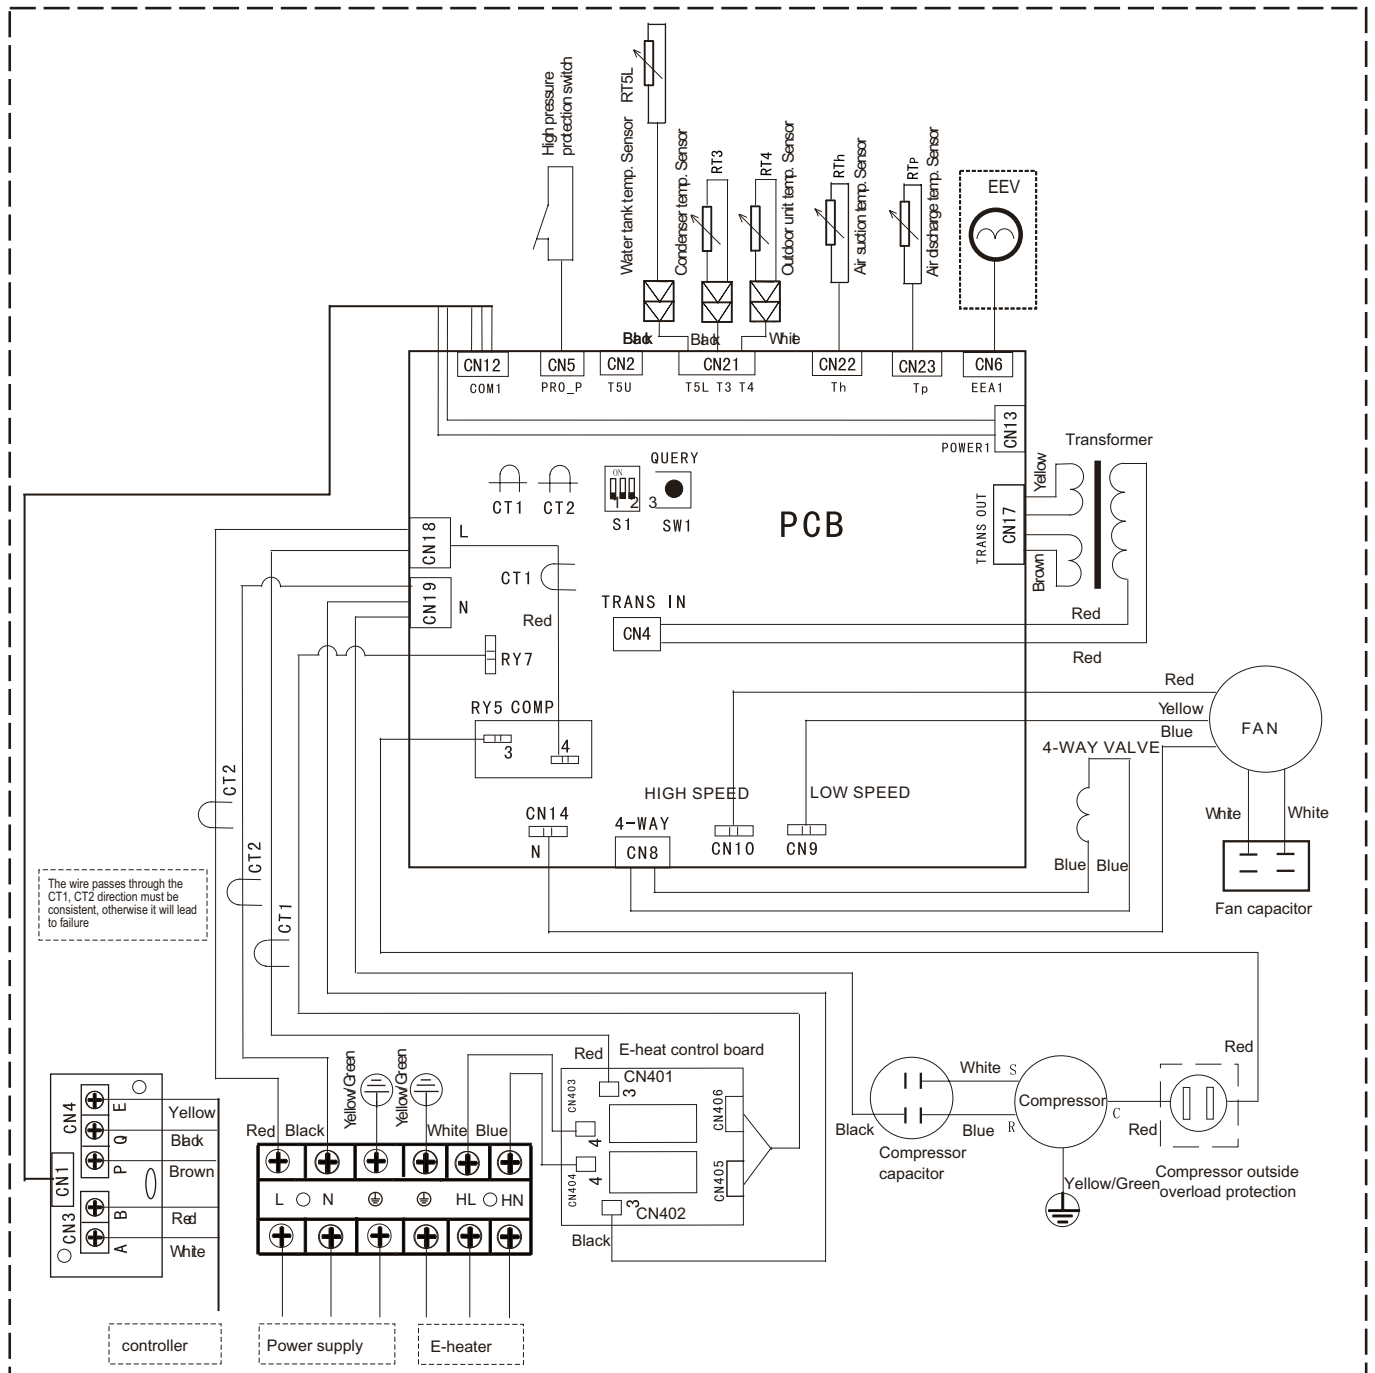 High pressure
prdection switch
Water tank temp. Sensor
RT5L
Condenser temp. Sensor
RT3
RT4
Outdoor unit temp. Sensor
RTh
Air suction temp. Sensor
RTP
Air discharge temp. Sensor
EEV
Black
Black
White
CN12
CN5
CN2
CN21
CN22
CN23
CN6
COM1
PRO_P
T5U
T5L T3 T4
Th
Tp
EEA1
CN13
POWER1
Transformer
Yellow
Brown
TRANS OUT
CN17
QUERY
ON
1 2 3
CT1
CT2
S1
SW1
PCB
CN18
L
CN19
N
CT1
Red
TRANS IN
CN4
Red
Red
RY7
RY5 COMP
3
4
Red
Yellow
Blue
FAN
4-WAY VALVE
HIGH SPEED
LOW SPEED
CN14
N
4-WAY
CN8
CN10
CN9
White
White
Blue
Blue
Fan capacitor
CT2
CT2
CT1
The wire passes through the
CT1, CT2 direction must be
consistent, otherwise it will lead
to failure
CN4
CN1
CN3
E
Q
P
B
A
Yellow
Black
Brown
Red
White
Red
Black
Yellow/Green
Yellow/Green
White
Blue
L
N
HL
HN
Red
E-heat control board
CN401
3
CN403
4
CN406
CN404
4
CN405
3
CN402
Black
Black
Compressor
capacitor
White
S
Blue
R
Compressor
C
Red
Red
Yellow/Green
Compressor outside
overload protection
controller
Power supply
E-heater